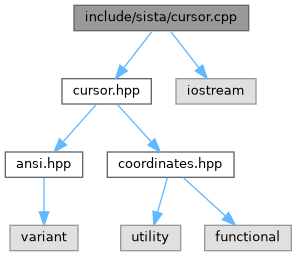 include/sista/cursor.cpp
cursor.hpp
iostream
ansi.hpp
coordinates.hpp
variant
utility
functional